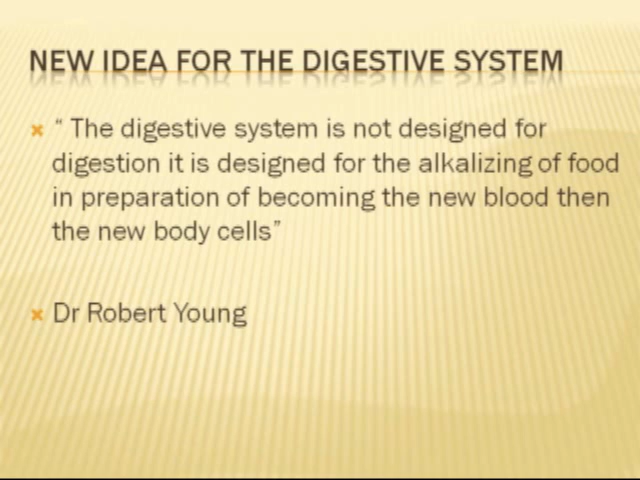 NEW IDEA FOR THE DIGESTIVE SYSTEM
“ The digestive system is not designed for
digestion it is designed for the alkalizing of food
in preparation of becoming the new blood then
the new body cells”
Dr Robert Young